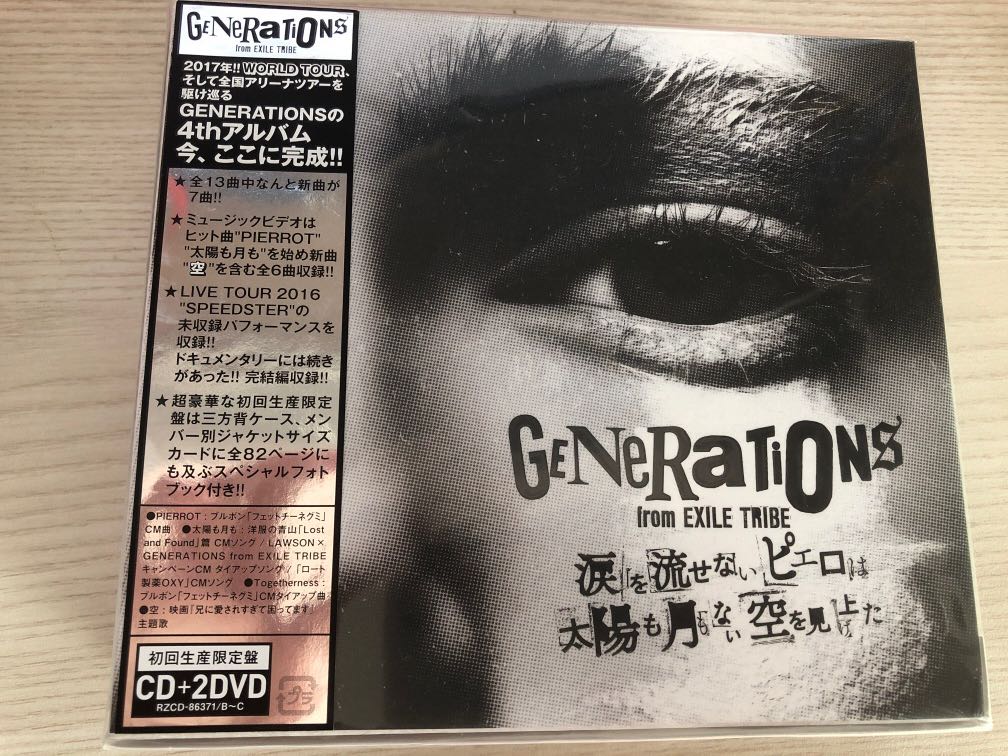 GENERATIONS
from EXILE TRIBE
2017年!! WORLD TOUR、
そして全国アリーナツアーを
駆け巡る
GENERATIONSの
4thアルバム
今、ここに完成!!
★全13曲中なんと新曲が
7曲!!
★ミュージックビデオは
ヒット曲"PIERROT"
"太陽も月も"を始め新曲
"空"を含む全6曲収録!!
★LIVE TOUR 2016
"SPEEDSTER"の
未収録パフォーマンスを
収録!!
ドキュメンタリーには続き
があった!! 完結編収録!!
★超豪華な初回生産限定
盤は三方背ケース、メン
バー別ジャケットサイズ
カードに全82ページに
も及ぶスペシャルフォト
ブック付き!!
●PIERROT：ブルボン「フェットチーネグミ」
CM曲 ●太陽も月も：洋服の青山「Lost
and Found」篇 CMソング / LAWSON×
GENERATIONS from EXILE TRIBE
キャンペーンCM タイアップソング / 「ロート
製薬OXY」CMソング ●Togetherness：
ブルボン「フェットチーネグミ」CMタイアップ曲
●空：映画『兄に愛されすぎて困ってます』
主題歌
初回生産限定盤
CD+2DVD
RZCD-86371/B〜C
プラ
GENERATIONS
from EXILE TRIBE
涙を流せないピエロは
太陽も月もない空を見上げた